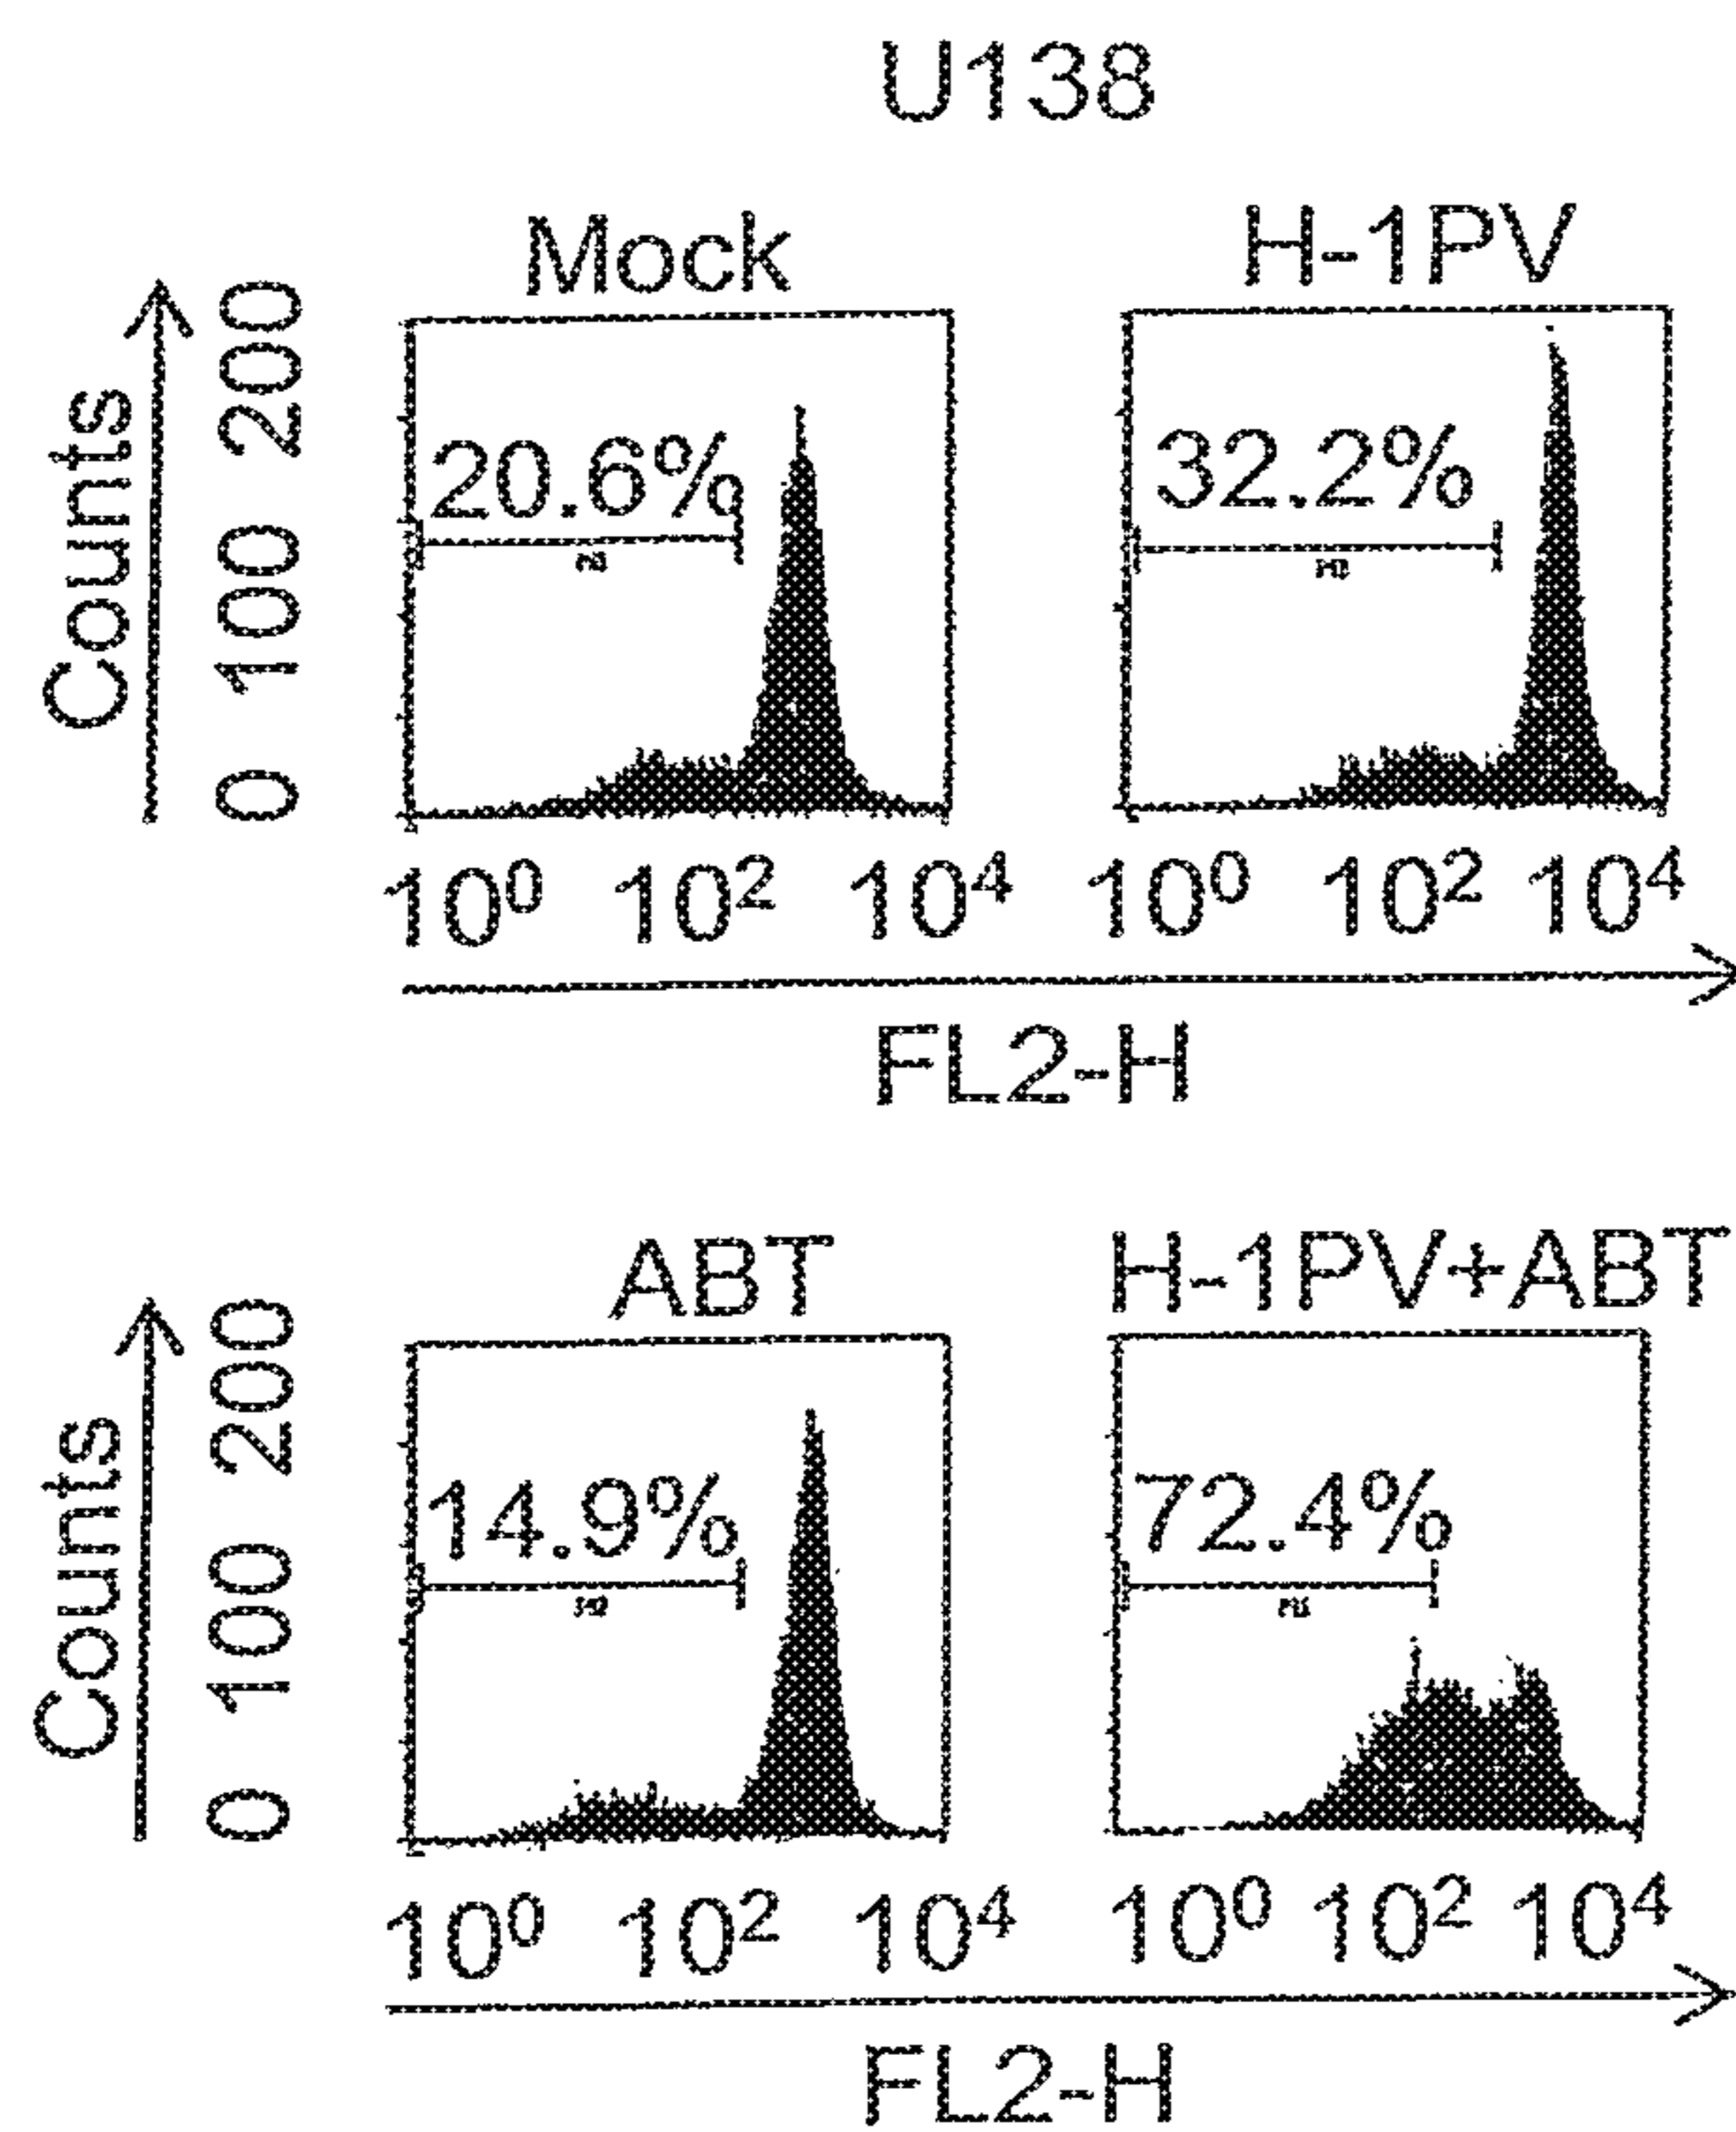 U138
Mock
H-1PV
Counts
0 100 200
20.6%
32.2%
10⁰ 10² 10⁴
10⁰ 10² 10⁴
FL2-H
ABT
H-1PV+ABT
Counts
0 100 200
14.9%
72.4%
10⁰ 10² 10⁴
10⁰ 10² 10⁴
FL2-H